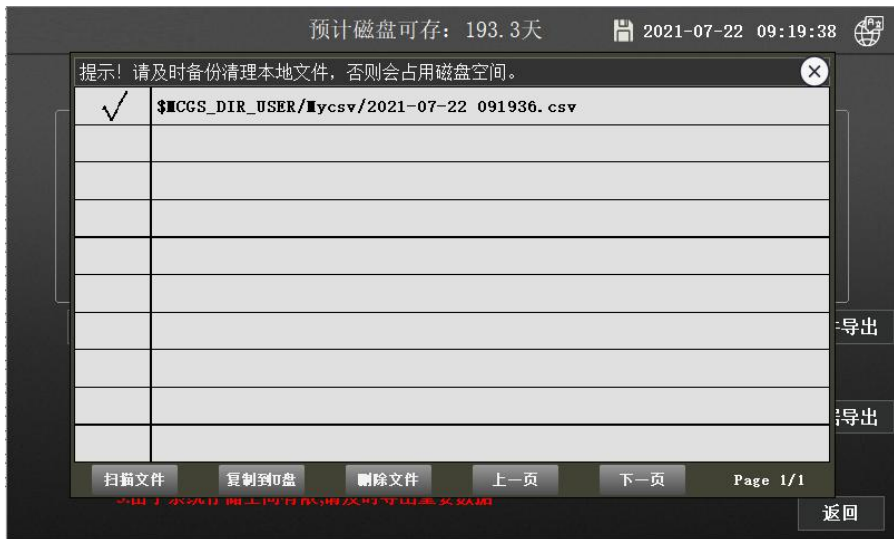 预计磁盘可存：193.3天
2021-07-22 09:19:38
提示！请及时备份清理本地文件，否则会占用磁盘空间。
$MCGS_DIR_USER/Mycsv/2021-07-22 091936.csv
导出
导出
扫描文件 复制到U盘 删除文件 上一页 下一页 Page 1/1
返回